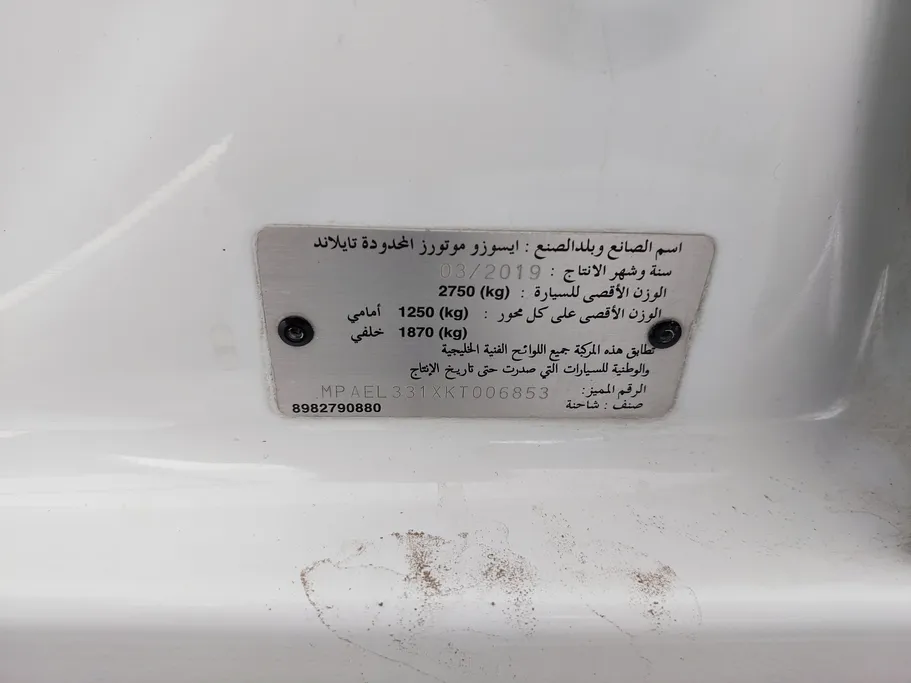 اسم الصانع وبلدالصنع : ايسوزو موتورز المحدودة تايلاند
سنة وشهر الانتاج : 03/2019
الوزن الأقصى للسيارة : 2750 (kg)
الوزن الأقصى على كل محور : 1250 (kg) أمامي
1870 (kg) خلفي
تطابق هذه المركبة جميع اللوائح الفنية الخليجية
والوطنية للسيارات التي صدرت حتى تاريخ الإنتاج
الرقم المميز: MPAEL331XKT006853
صنف : شاحنة
8982790880